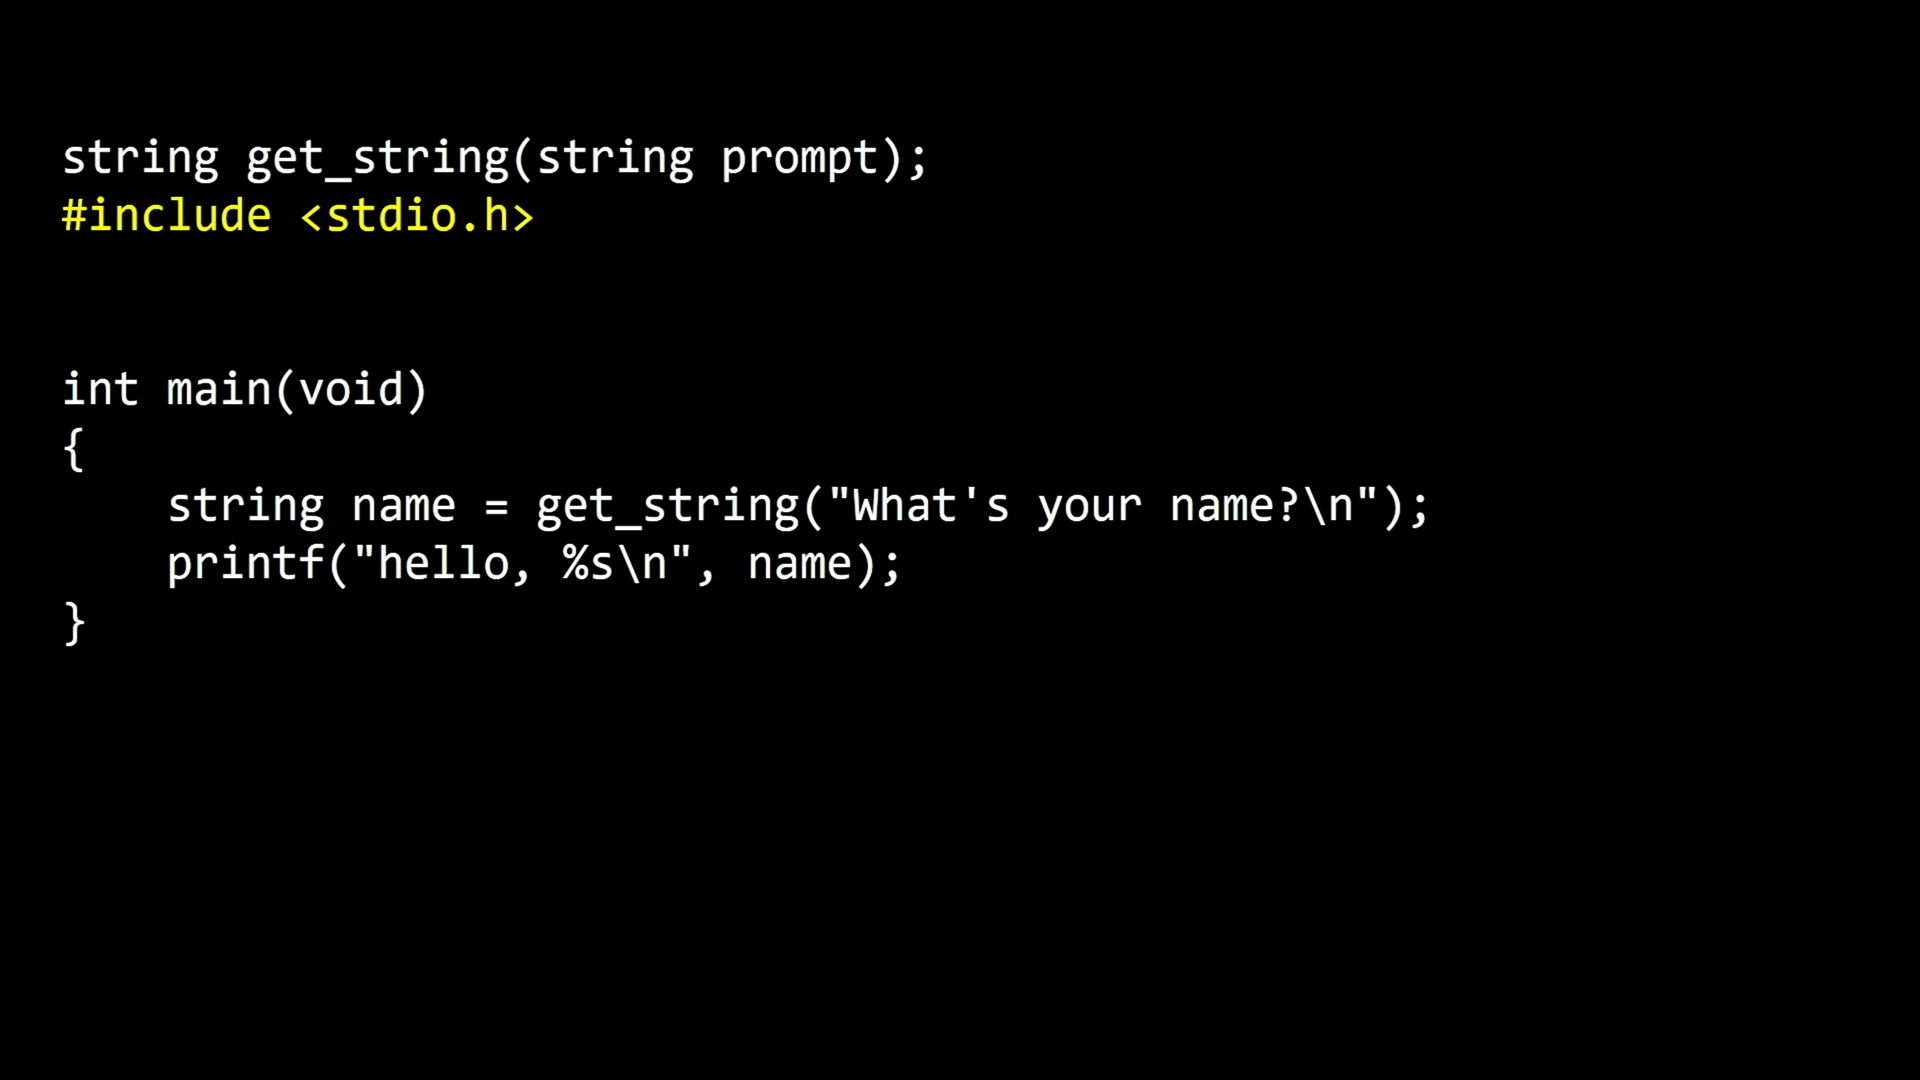 string get_string(string prompt);
#include <stdio.h>
int main(void)
{
    string name = get_string("What's your name?\n");
    printf("hello, %s\n", name);
}